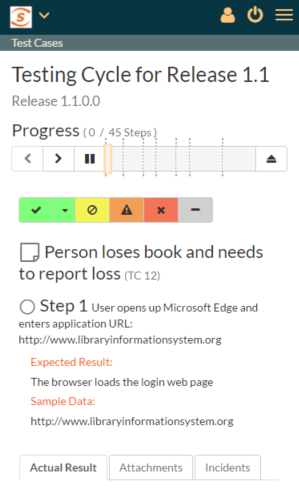 S
Test Cases
Testing Cycle for Release 1.1
Release 1.1.0.0
Progress ( 0 / 45 Steps )
Person loses book and needs
to report loss (TC 12)
Step 1 User opens up Microsoft Edge and
enters application URL:
http://www.libraryinformationsystem.org
Expected Result:
The browser loads the login web page
Sample Data:
http://www.libraryinformationsystem.org
Actual Result Attachments Incidents